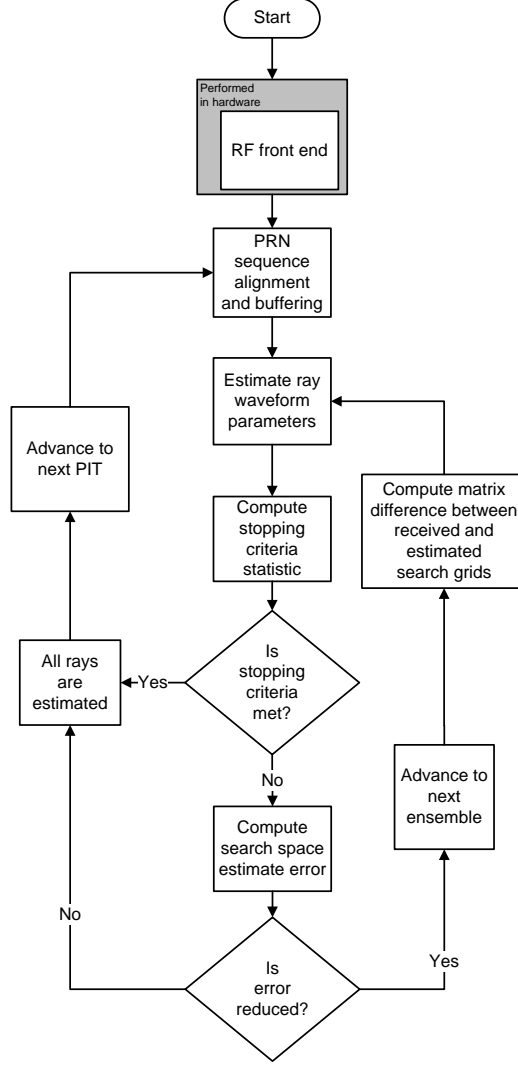 Start
Performed
in hardware
RF front end
PRN
sequence
alignment
and buffering
Estimate ray
waveform
parameters
Advance to
next PIT
Compute matrix
difference between
received and
estimated
search grids
Compute
stopping
criteria
statistic
Is
stopping
criteria
met?
Yes
All rays
are
estimated
No
Advance to
next
ensemble
Compute
search space
estimate error
No
Yes
Is
error
reduced?